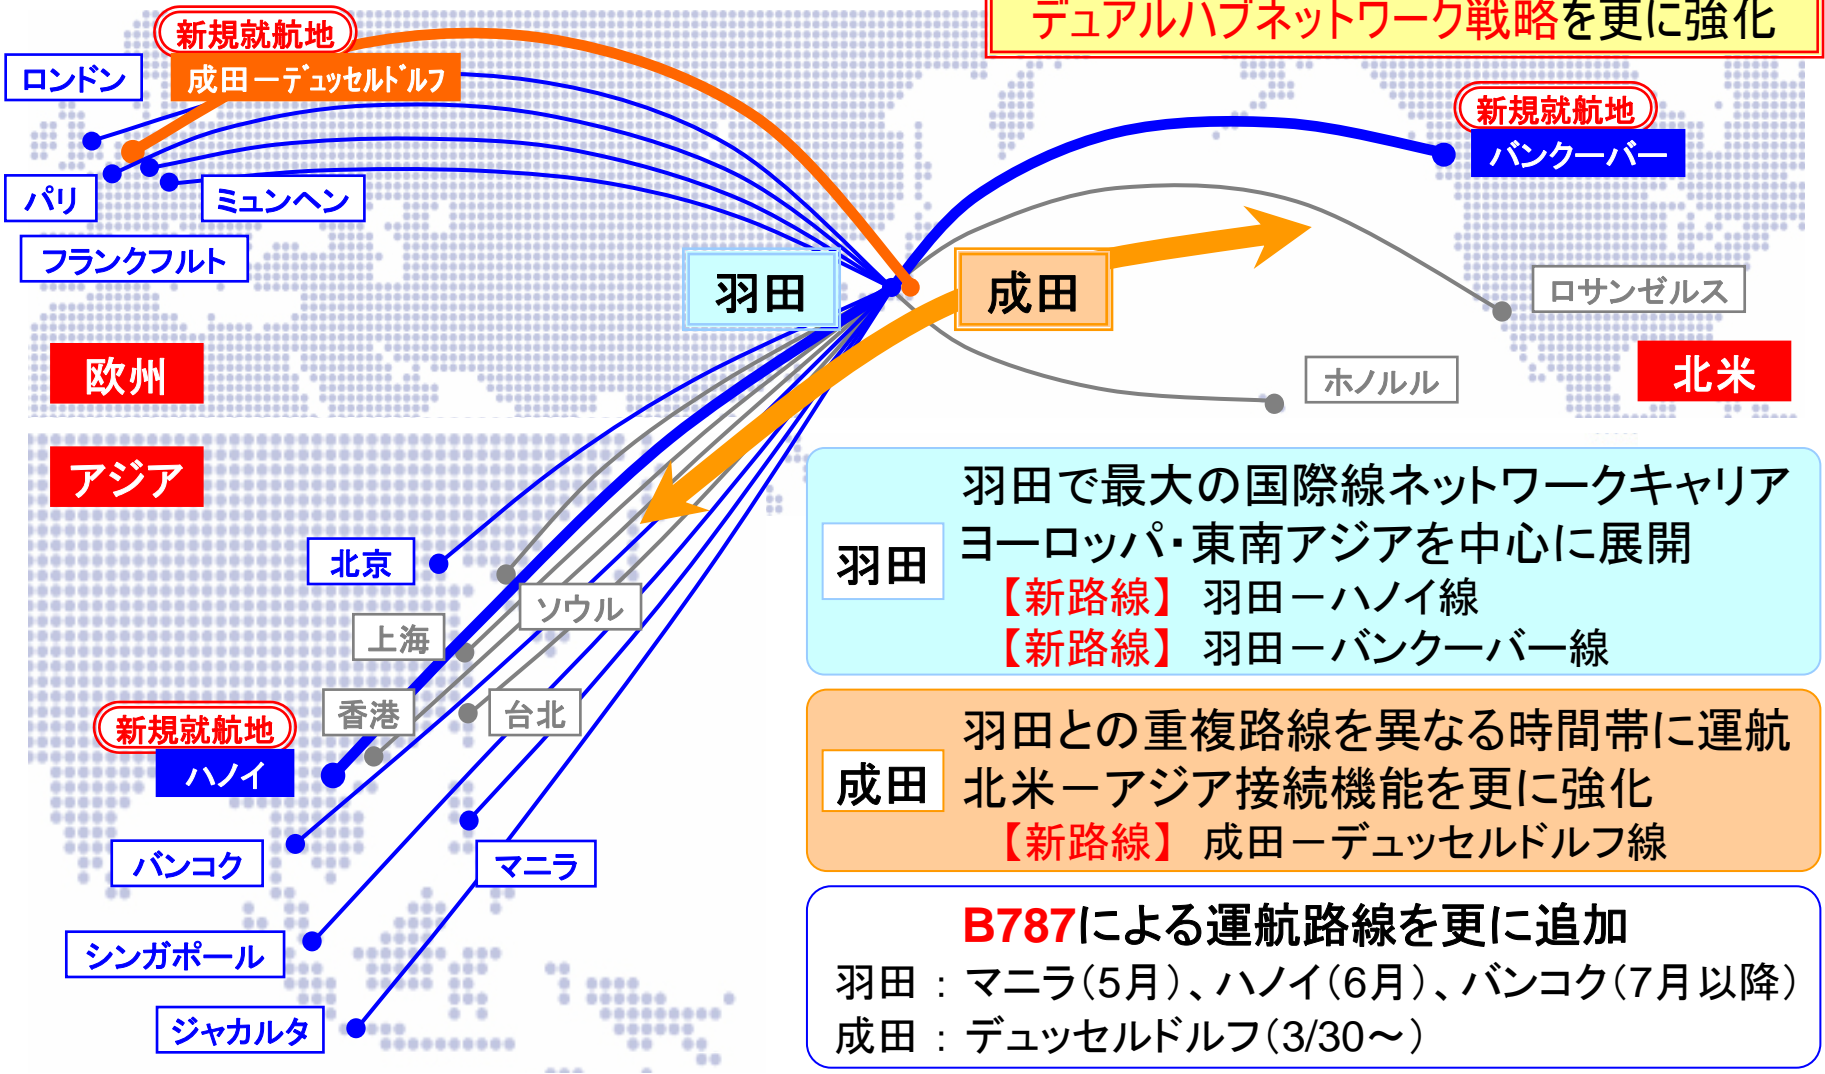 デュアルハブネットワーク戦略を更に強化
新規就航地
成田－デュッセルドルフ
ロンドン
パリ
ミュンヘン
フランクフルト
欧州
羽田
成田
新規就航地
バンクーバー
ロサンゼルス
ホノルル
北米
アジア
北京
ソウル
上海
香港
台北
新規就航地
ハノイ
バンコク
マニラ
シンガポール
ジャカルタ
羽田
羽田で最大の国際線ネットワークキャリア
ヨーロッパ・東南アジアを中心に展開
【新路線】 羽田－ハノイ線
【新路線】 羽田－バンクーバー線
成田
羽田との重複路線を異なる時間帯に運航
北米－アジア接続機能を更に強化
【新路線】 成田－デュッセルドルフ線
B787による運航路線を更に追加
羽田 : マニラ(5月)、ハノイ(6月)、バンコク(7月以降)
成田 : デュッセルドルフ(3/30～)